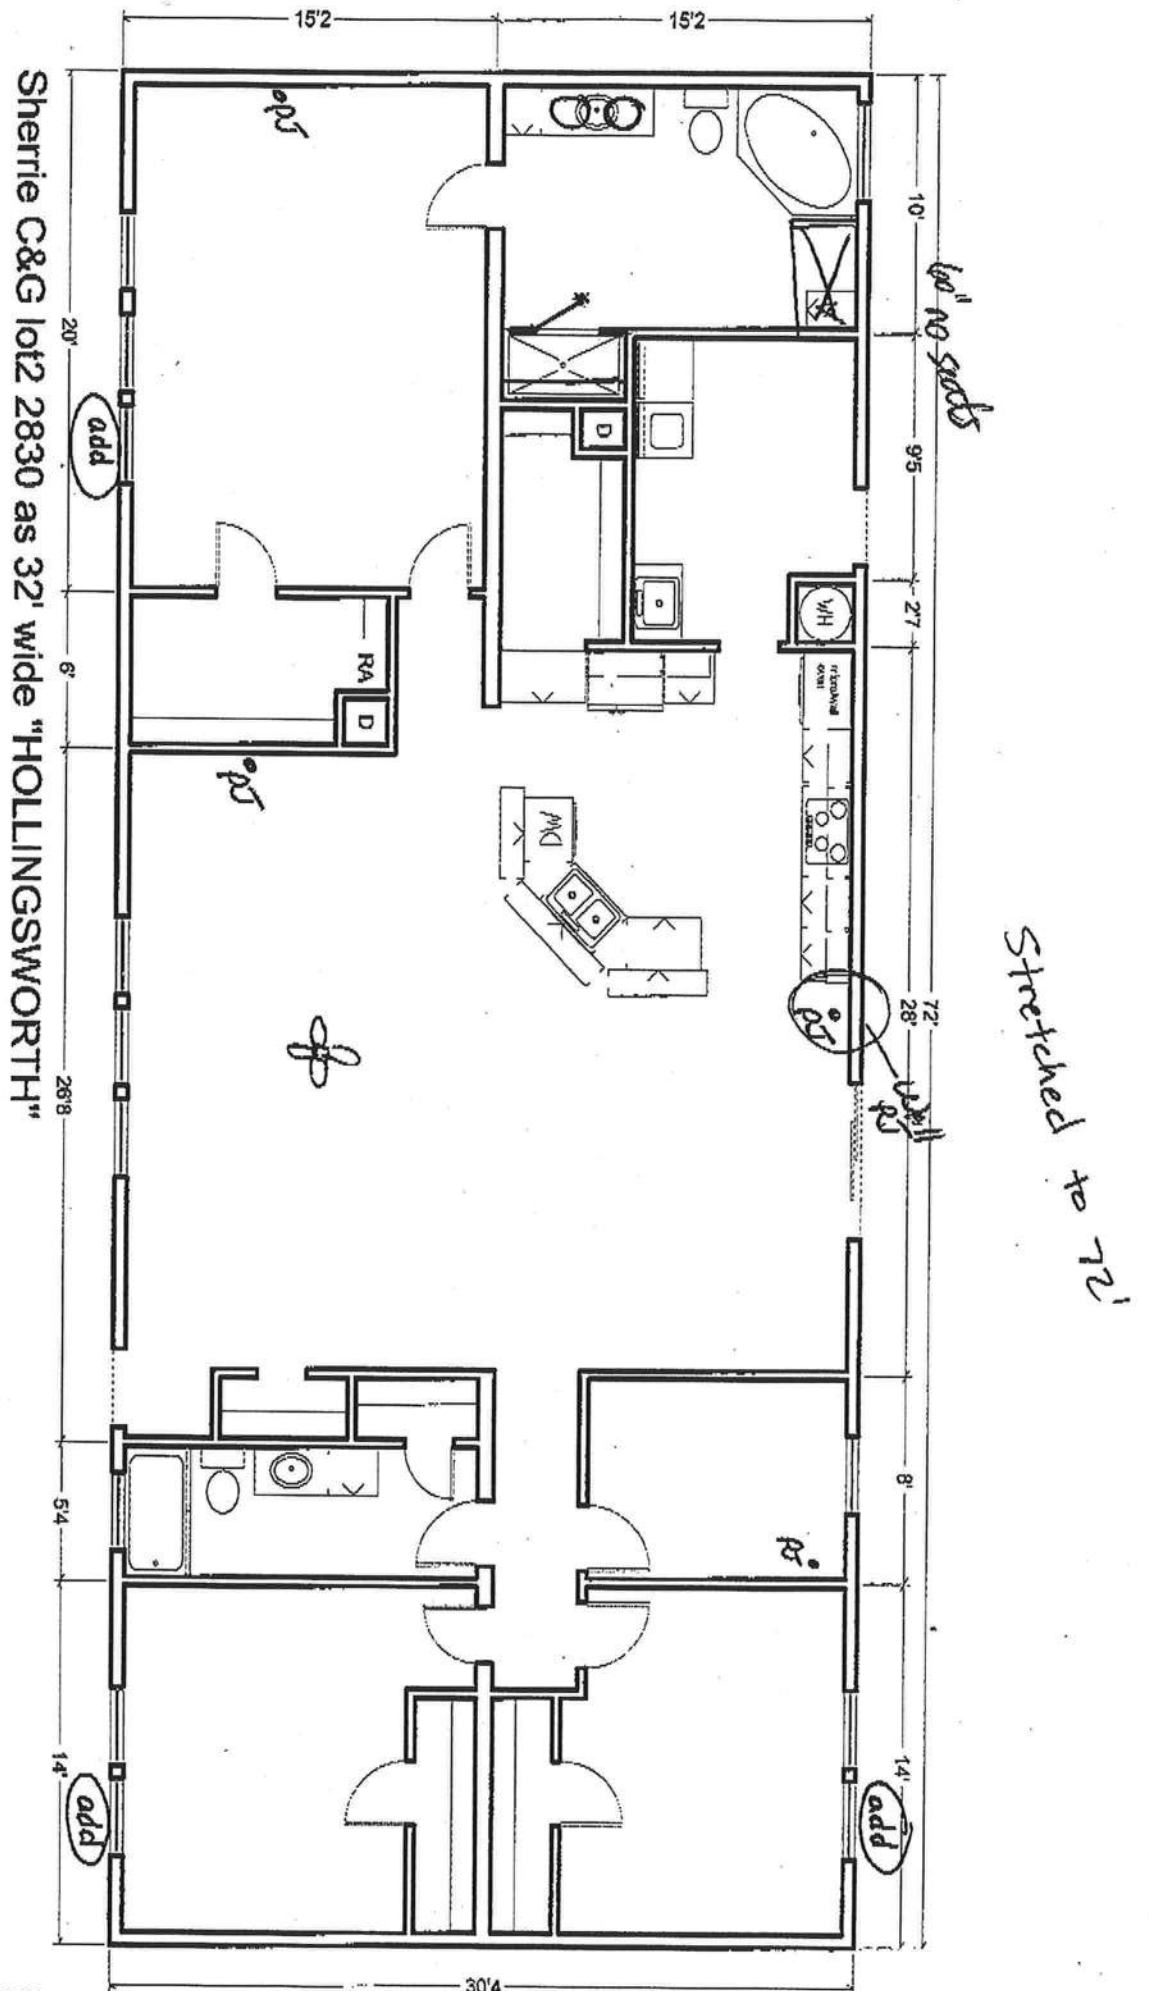 15'2
15'2
PJ
10'
60" no seats
20'
add
D
9'5
2'7
WH
RA
D
6'
PJ
DW
Sherrie C&G lot2 2830 as 32' wide "HOLLINGSWORTH"
Stretched to 72'
72'
28'
PJ
Wall
PJ
26'8
8'
PJ
5'4
14'
add
14'
add
30'4